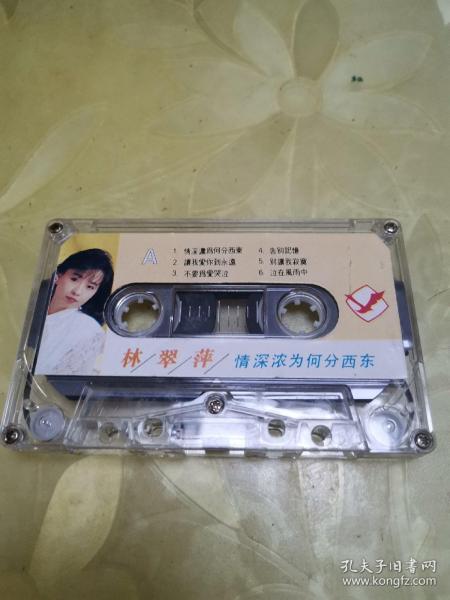 A
1. 情深濃爲何分西東
2. 讓我愛你到永遠
3. 不要爲愛哭泣
4. 告別記憶
5. 別讓我寂寞
6. 泣在風雨中
林/翠/萍/情深浓为何分西东
孔夫子旧书网
www.kongfz.com